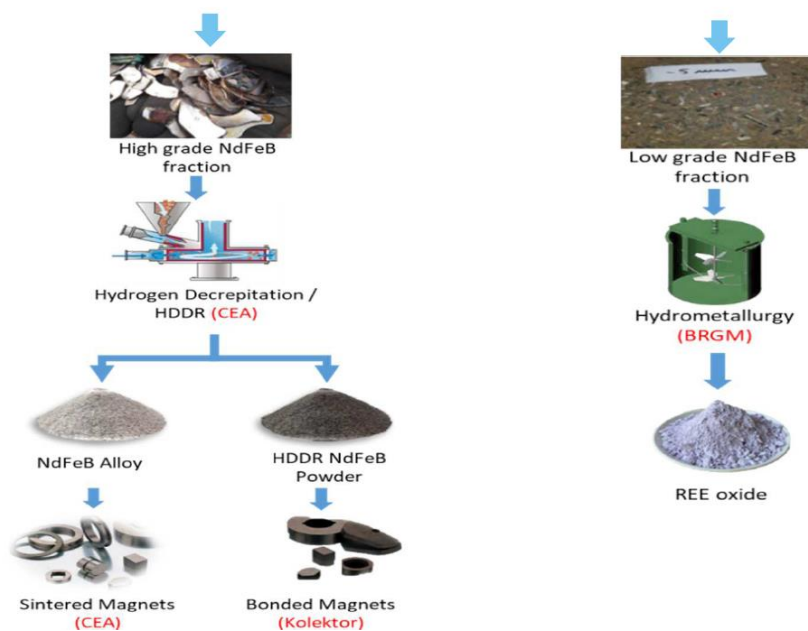 High grade NdFeB
fraction
Hydrogen Decrepitation /
HDDR (CEA)
NdFeB Alloy
HDDR NdFeB
Powder
Sintered Magnets
(CEA)
Bonded Magnets
(Kolektor)
Low grade NdFeB
fraction
Hydrometallurgy
(BRGM)
REE oxide